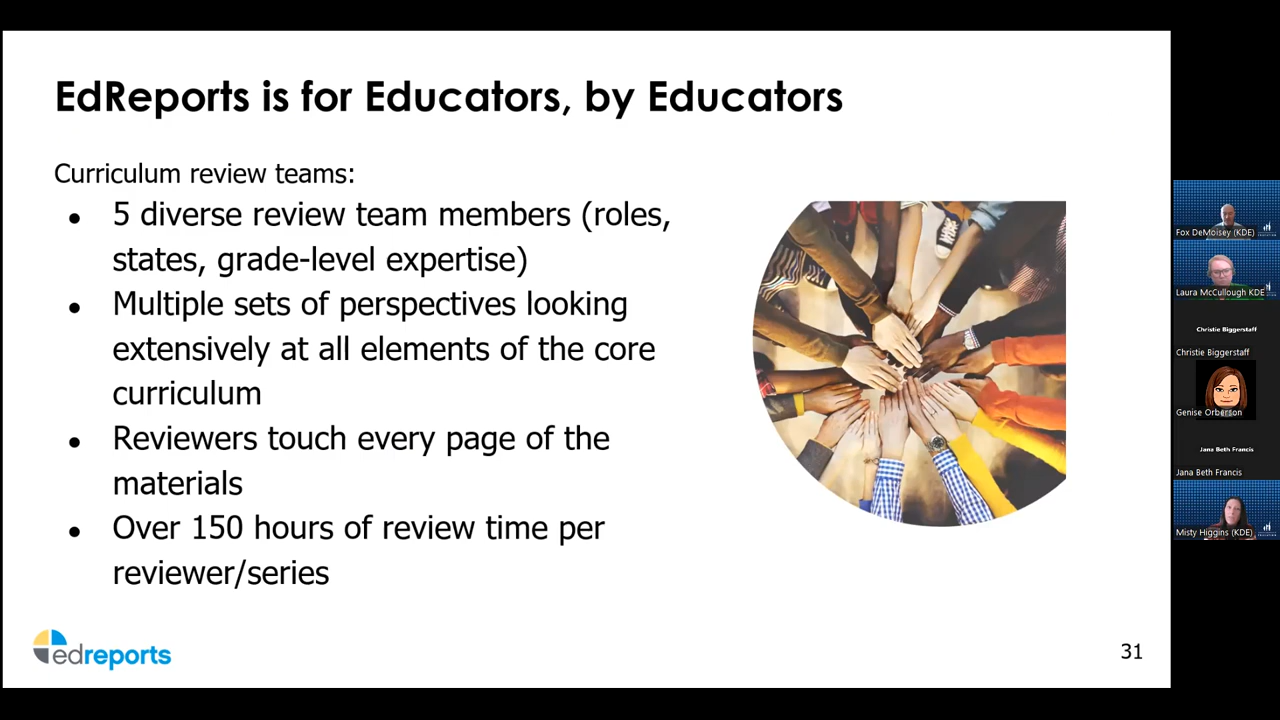 EdReports is for Educators, by Educators
Curriculum review teams:
● 5 diverse review team members (roles,
states, grade-level expertise)
● Multiple sets of perspectives looking
extensively at all elements of the core
curriculum
● Reviewers touch every page of the
materials
● Over 150 hours of review time per
reviewer/series
edreports
31
Fox DeMoisey (KDE)
Laura McCullough KDE
Christie Biggerstaff
Christie Biggerstaff
Genise Orberson
Jana Beth Francis
Jana Beth Francis
Misty Higgins (KDE)